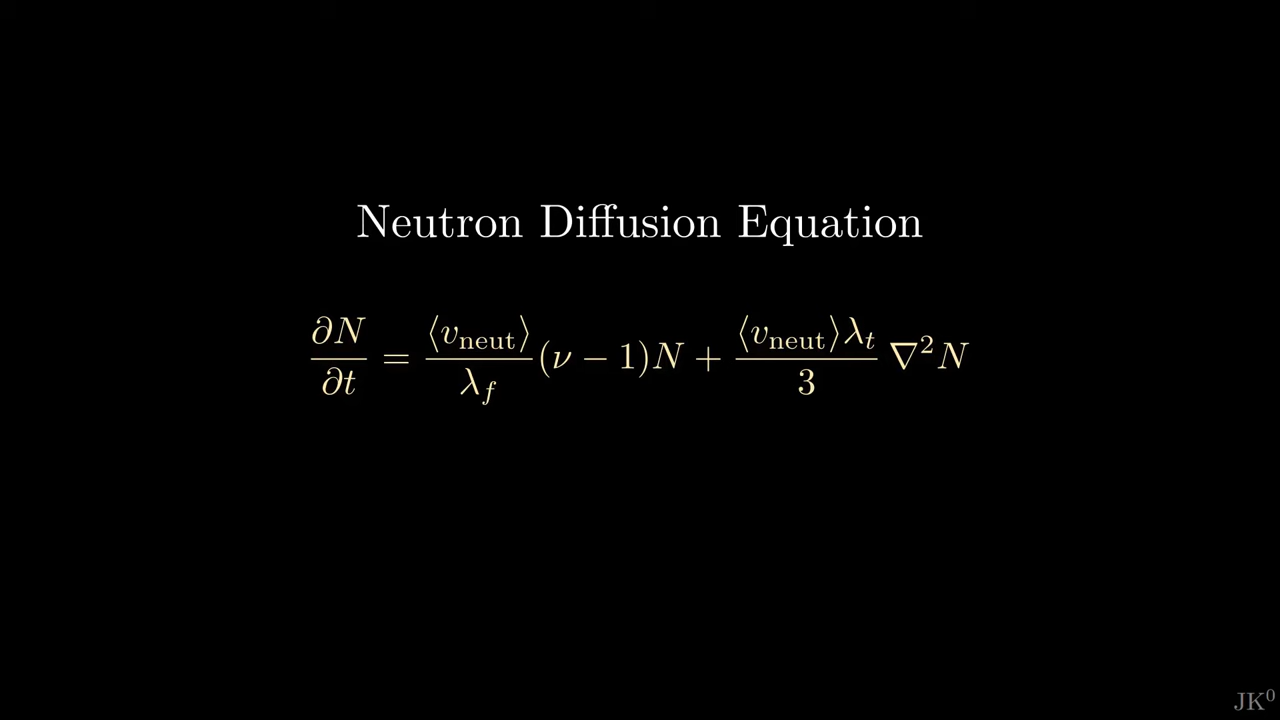 Neutron Diffusion Equation
∂N/∂t = ⟨v_neut⟩/λ_f (ν − 1)N + ⟨v_neut⟩λ_t/3 ∇²N
JK⁰